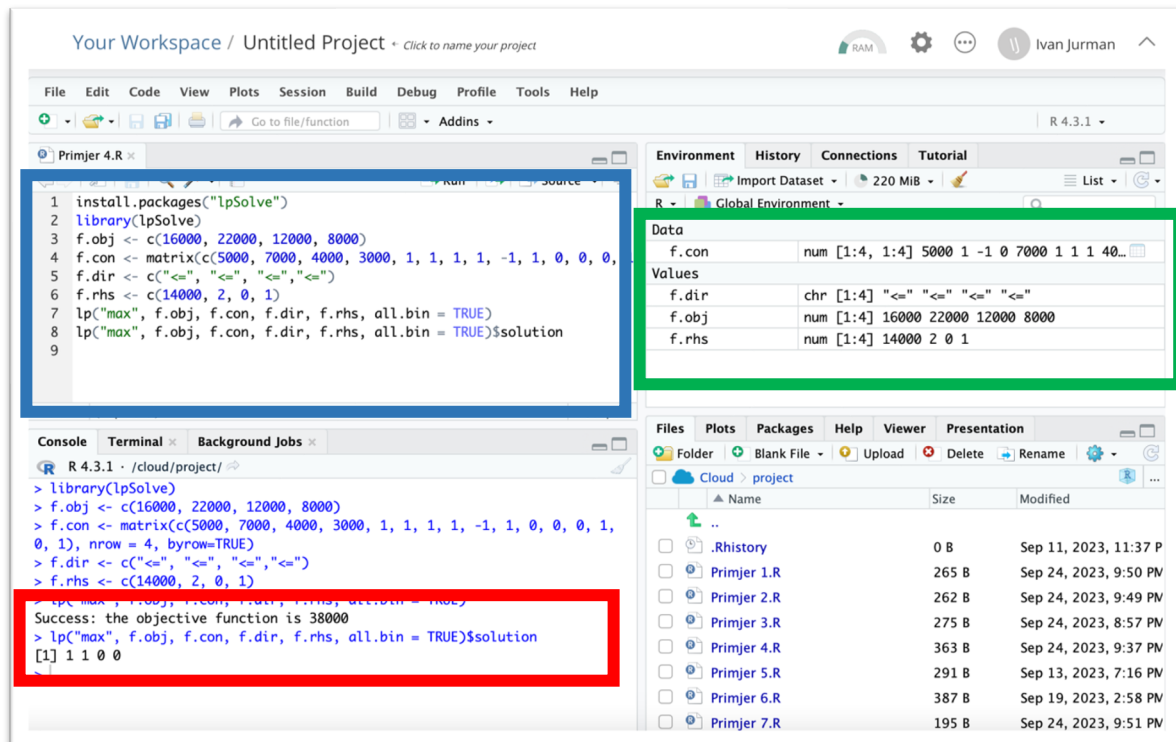 Your Workspace / Untitled Project ← Click to name your project
RAM
IJ Ivan Jurman
File Edit Code View Plots Session Build Debug Profile Tools Help
Go to file/function
Addins
R 4.3.1
Primjer 4.R
Run Source
1 install.packages("lpSolve")
2 library(lpSolve)
3 f.obj <- c(16000, 22000, 12000, 8000)
4 f.con <- matrix(c(5000, 7000, 4000, 3000, 1, 1, 1, 1, -1, 1, 0, 0, 0,
5 f.dir <- c("<=", "<=", "<=","<=")
6 f.rhs <- c(14000, 2, 0, 1)
7 lp("max", f.obj, f.con, f.dir, f.rhs, all.bin = TRUE)
8 lp("max", f.obj, f.con, f.dir, f.rhs, all.bin = TRUE)$solution
9
Console Terminal Background Jobs
R 4.3.1 · /cloud/project/
> library(lpSolve)
> f.obj <- c(16000, 22000, 12000, 8000)
> f.con <- matrix(c(5000, 7000, 4000, 3000, 1, 1, 1, 1, -1, 1, 0, 0, 0, 1,
0, 1), nrow = 4, byrow=TRUE)
> f.dir <- c("<=", "<=", "<=","<=")
> f.rhs <- c(14000, 2, 0, 1)
> lp("max", f.obj, f.con, f.dir, f.rhs, all.bin = TRUE)
Success: the objective function is 38000
> lp("max", f.obj, f.con, f.dir, f.rhs, all.bin = TRUE)$solution
[1] 1 1 0 0
>
Environment History Connections Tutorial
Import Dataset 220 MiB List
R Global Environment
Data
f.con num [1:4, 1:4] 5000 1 -1 0 7000 1 1 1 40…
Values
f.dir chr [1:4] "<=" "<=" "<=" "<="
f.obj num [1:4] 16000 22000 12000 8000
f.rhs num [1:4] 14000 2 0 1
Files Plots Packages Help Viewer Presentation
Folder Blank File Upload Delete Rename
Cloud > project R ...
Name Size Modified
..
.Rhistory 0 B Sep 11, 2023, 11:37 P
Primjer 1.R 265 B Sep 24, 2023, 9:50 PM
Primjer 2.R 262 B Sep 24, 2023, 9:49 PM
Primjer 3.R 275 B Sep 24, 2023, 8:57 PM
Primjer 4.R 363 B Sep 24, 2023, 9:37 PM
Primjer 5.R 291 B Sep 13, 2023, 7:16 PM
Primjer 6.R 387 B Sep 19, 2023, 2:58 PM
Primjer 7.R 195 B Sep 24, 2023, 9:51 PM